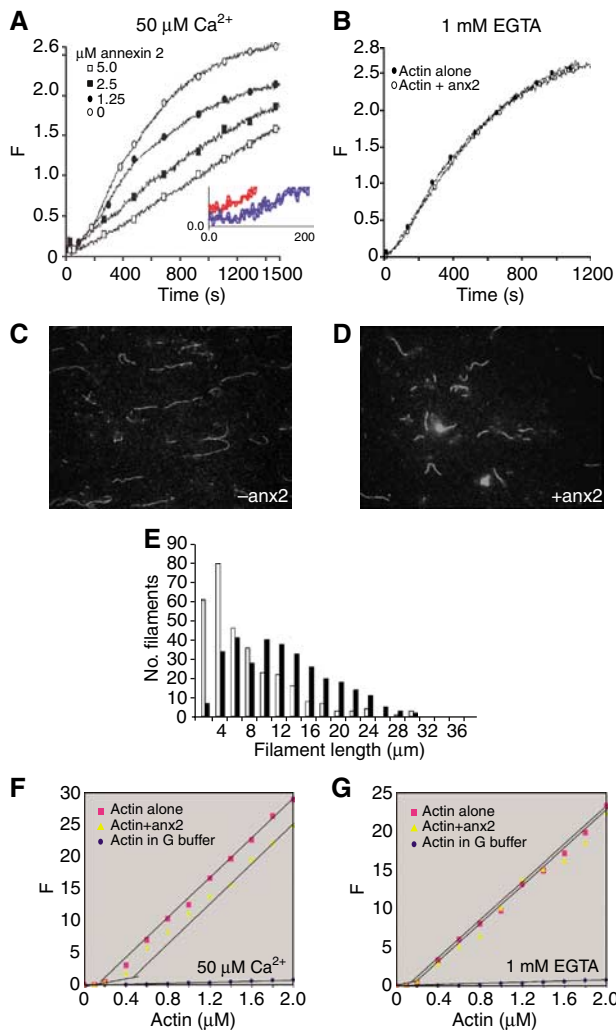 A
50 μM Ca2+
2.6
2.0
1.5
1.0
0.5
0
F
μM annexin 2
5.0
2.5
1.25
0
0.0
0.0
200
0
400
800
1200
1500
Time (s)
B
1 mM EGTA
2.8
2.5
2.0
1.5
1.0
0.5
0
F
Actin alone
Actin + anx2
0
400
800
1200
Time (s)
C
–anx2
D
+anx2
E
90
80
70
60
50
40
30
20
10
0
No. filaments
4
8
12
16
20
24
28
32
36
Filament length (μm)
F
30
25
20
15
10
5
0
F
Actin alone
Actin+anx2
Actin in G buffer
50 μM Ca2+
0
0.4
0.8
1.2
1.6
2.0
Actin (μM)
G
25
20
15
10
5
0
F
Actin alone
Actin+anx2
Actin in G buffer
1 mM EGTA
0
0.4
0.8
1.2
1.6
2.0
Actin (μM)